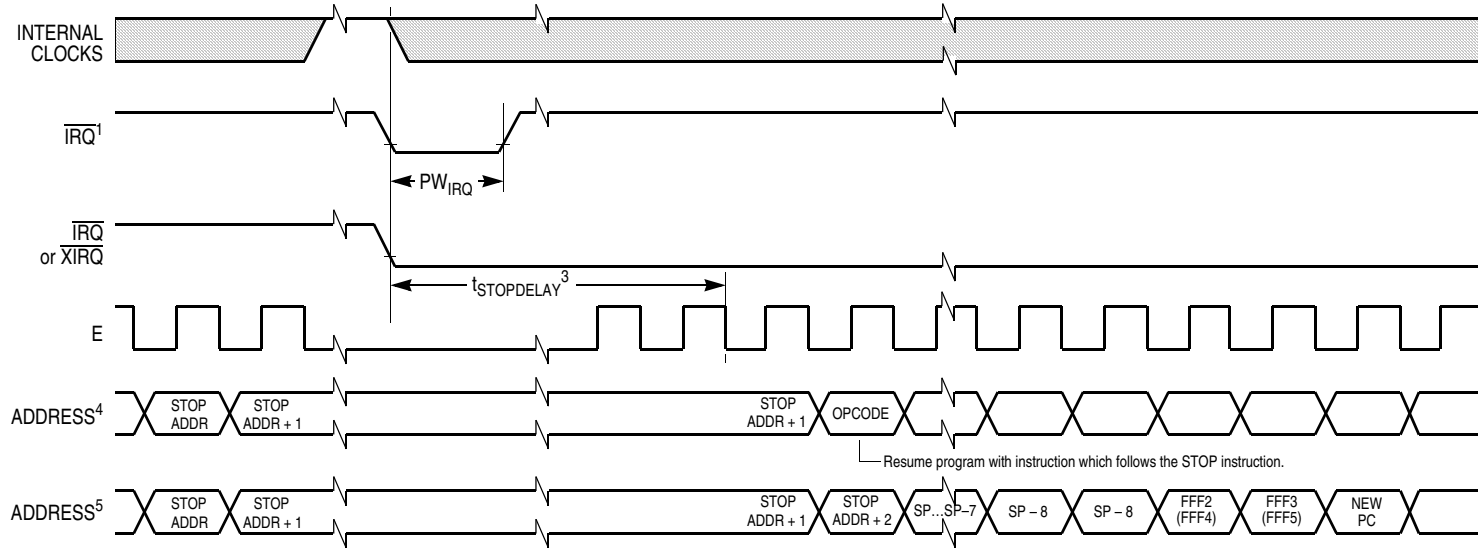 INTERNAL
CLOCKS
IRQ¹
PW_IRQ
IRQ
or XIRQ
t_STOPDELAY³
E
ADDRESS⁴
STOP
ADDR
STOP
ADDR + 1
STOP
ADDR + 1
OPCODE
Resume program with instruction which follows the STOP instruction.
ADDRESS⁵
STOP
ADDR
STOP
ADDR + 1
STOP
ADDR + 1
STOP
ADDR + 2
SP…SP–7
SP – 8
SP – 8
FFF2
(FFF4)
FFF3
(FFF5)
NEW
PC